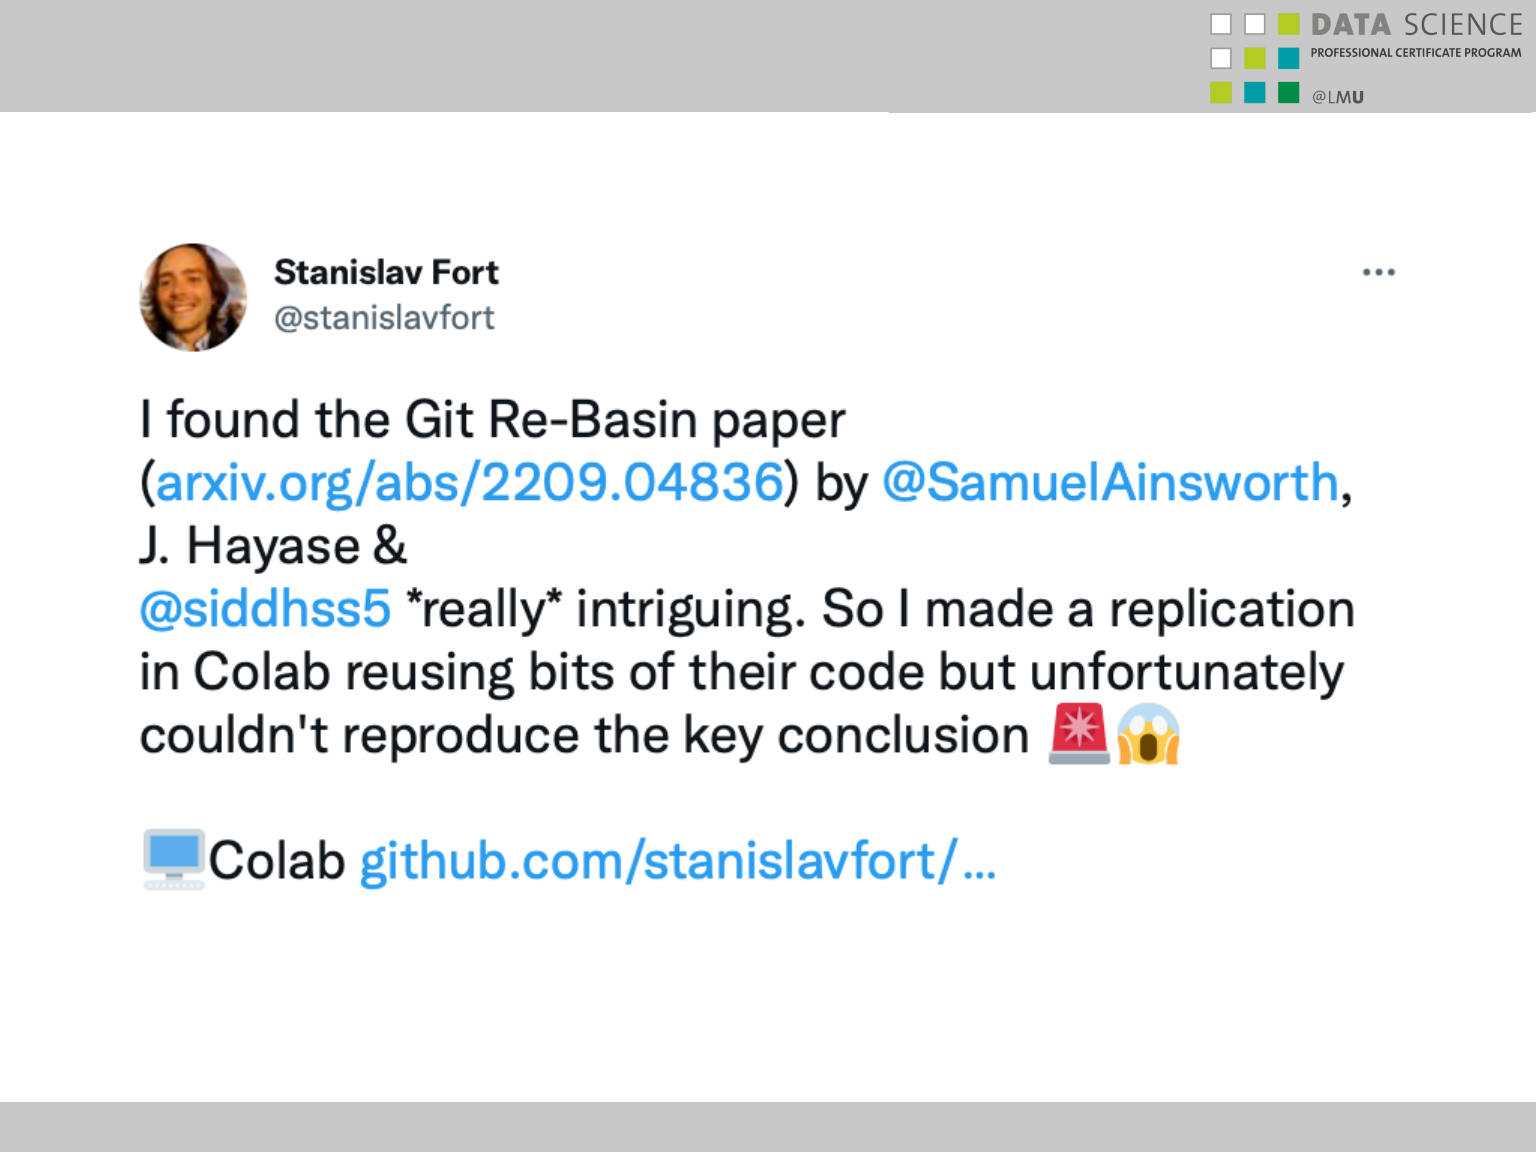 DATA SCIENCE
PROFESSIONAL CERTIFICATE PROGRAM
@LMU
Stanislav Fort
@stanislavfort
I found the Git Re-Basin paper
(arxiv.org/abs/2209.04836) by @SamuelAinsworth,
J. Hayase &
@siddhss5 *really* intriguing. So I made a replication
in Colab reusing bits of their code but unfortunately
couldn't reproduce the key conclusion 🚨😱
🖥️Colab github.com/stanislavfort/...